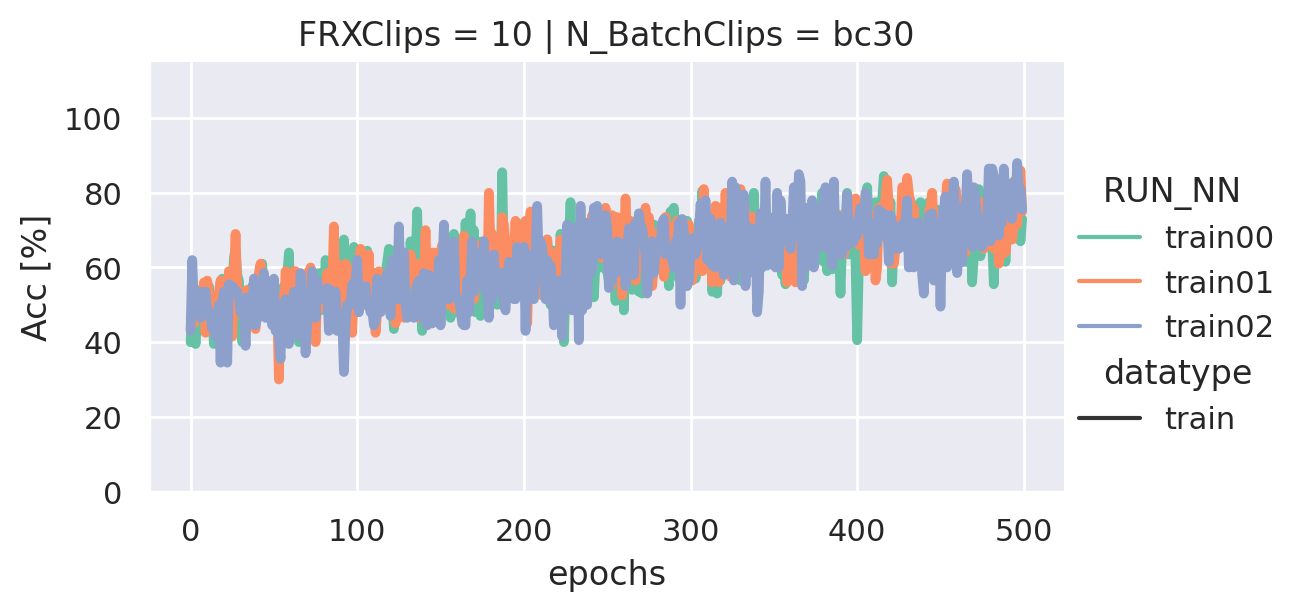 FRXClips = 10 | N_BatchClips = bc30
Acc [%]
100
80
60
40
20
0
0 100 200 300 400 500
epochs
RUN_NN
train00
train01
train02
datatype
train